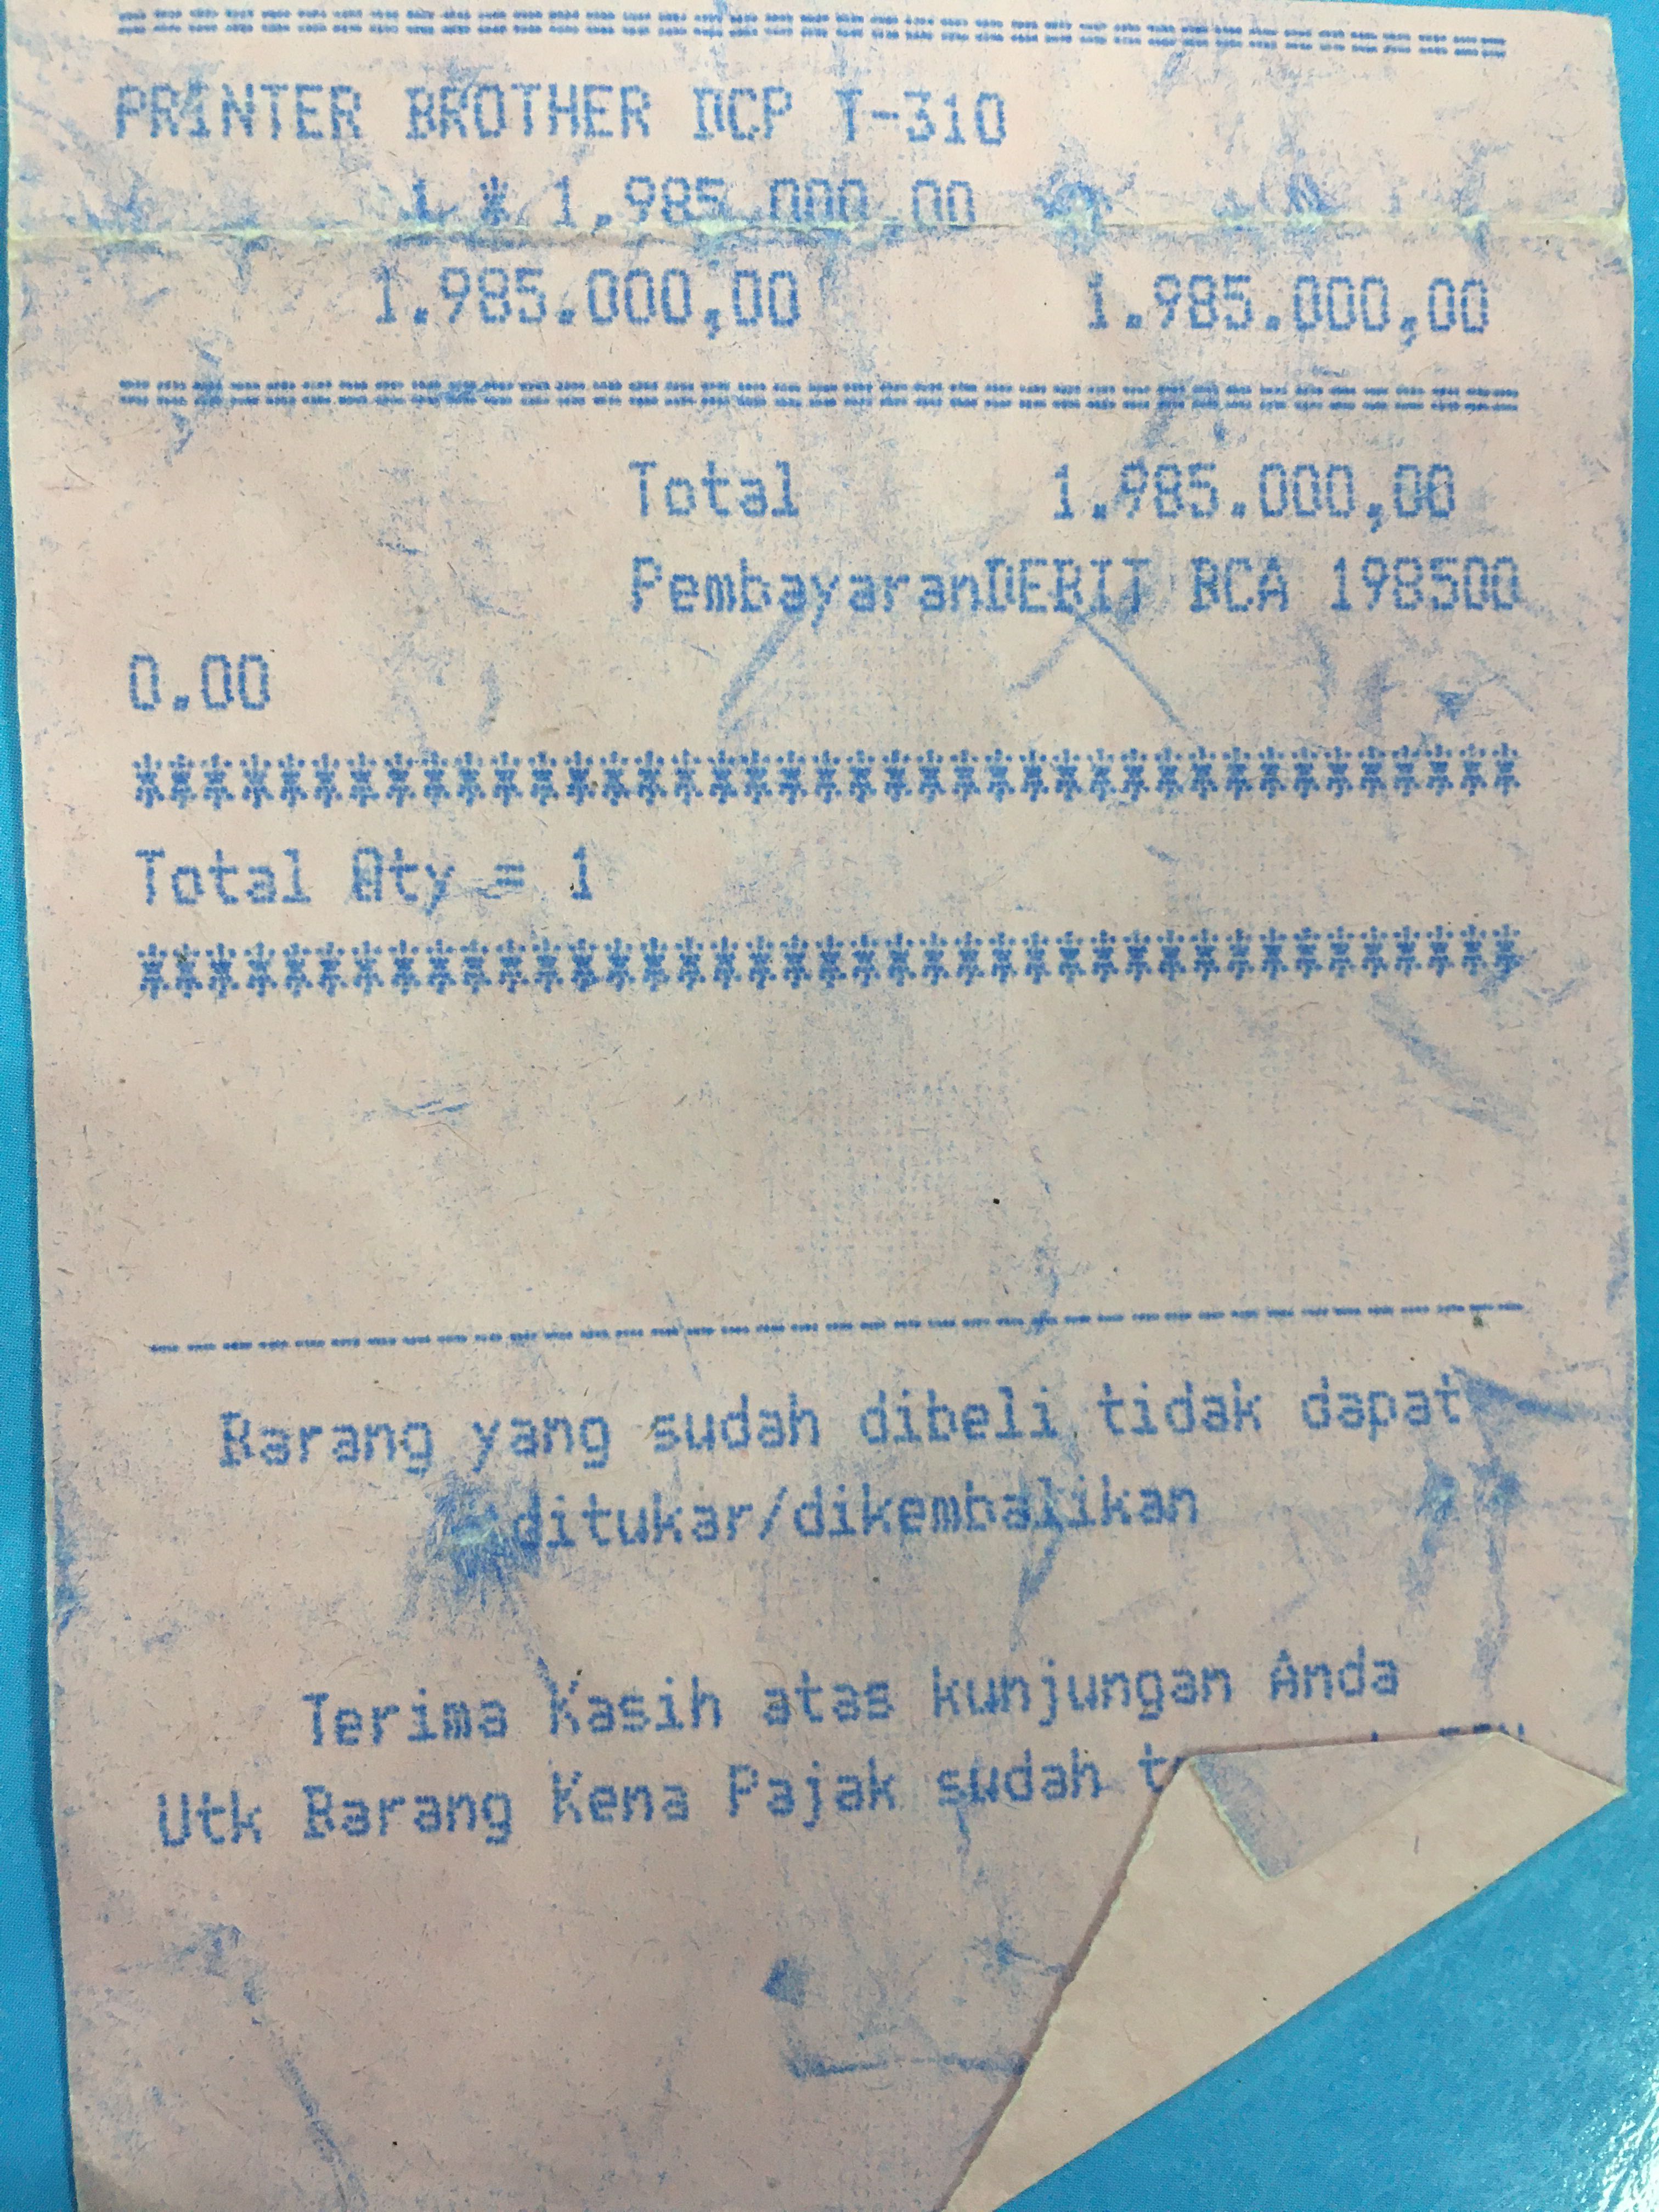 ================================
PRINTER BROTHER DCP T-310
1 * 1.985.000,00
1.985.000,00 1.985.000,00
================================
Total 1.985.000,00
PembayaranDEBIT BCA 198500
0.00
***************************************
Total Qty = 1
***************************************
---------------------------------------
Barang yang sudah dibeli tidak dapat
ditukar/dikembalikan
Terima Kasih atas kunjungan Anda
Utk Barang Kena Pajak sudah